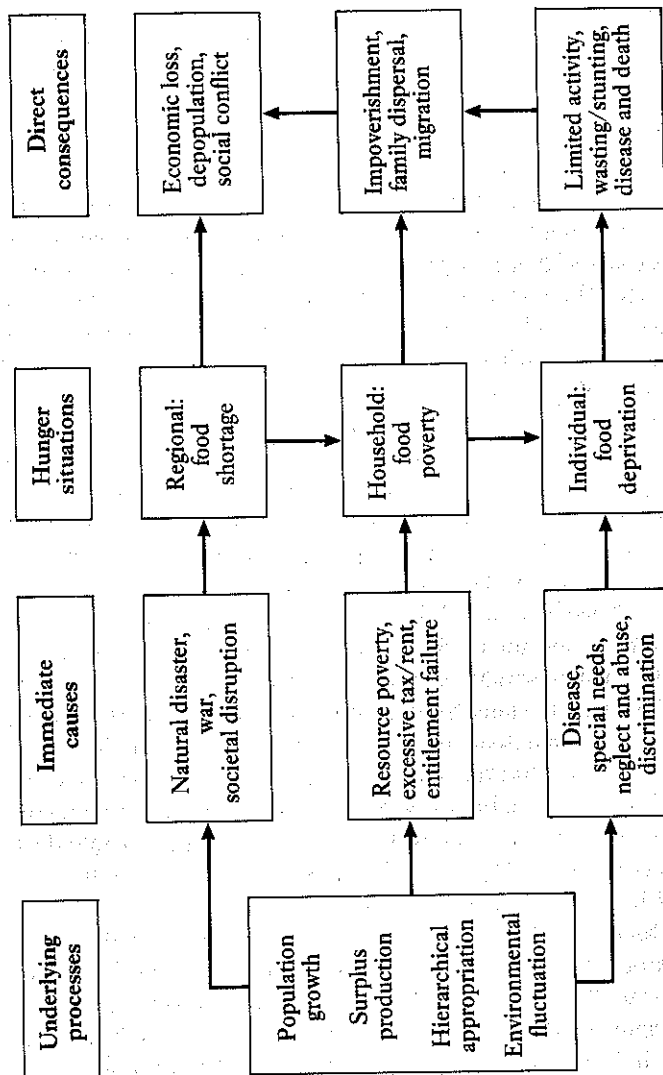 Underlying
processes
Immediate
causes
Hunger
situations
Direct
consequences
Population
growth
Surplus
production
Hierarchical
appropriation
Environmental
fluctuation
Natural disaster,
war,
societal disruption
Regional:
food
shortage
Economic loss,
depopulation,
social conflict
Resource poverty,
excessive tax/rent,
entitlement failure
Household:
food
poverty
Impoverishment,
family dispersal,
migration
Disease,
special needs,
neglect and abuse,
discrimination
Individual:
food
deprivation
Limited activity,
wasting/stunting,
disease and death